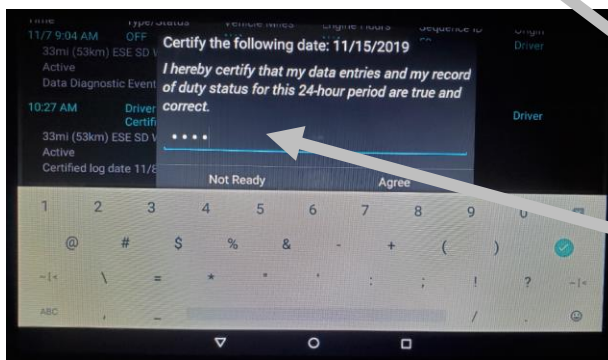 Time Type/Status Vehicle Miles Engine Hours Sequence ID Origin
11/7 9:04 AM OFF Driver
33mi (53km) ESE SD
Active
Data Diagnostic Event
10:27 AM Driver Driver
Certifi
33mi (53km) ESE SD
Active
Certified log date 11/8
Certify the following date: 11/15/2019
I hereby certify that my data entries and my record
of duty status for this 24-hour period are true and
correct.
••••
Not Ready Agree
1 2 3 4 5 6 7 8 9 0
@ # $ % & - + ( )
\ = * " ' : ; ! ?
ABC , _ / .